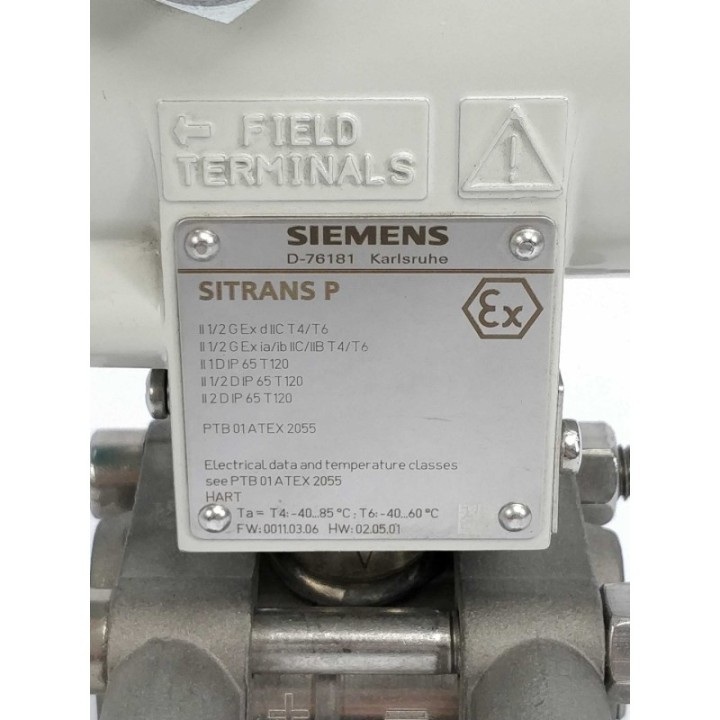 ← FIELD
TERMINALS
SIEMENS
D-76181 Karlsruhe
SITRANS P
Ex
II 1/2 G Ex d IIC T4/T6
II 1/2 G Ex ia/ib IIC/IIB T4/T6
II 1 D IP 65 T120
II 1/2 D IP 65 T120
II 2 D IP 65 T120
PTB 01 ATEX 2055
Electrical data and temperature classes
see PTB 01 ATEX 2055
HART
Ta = T4: -40...85 °C ; T6: -40...60 °C
FW: 0011.03.06 HW: 02.05.01
+